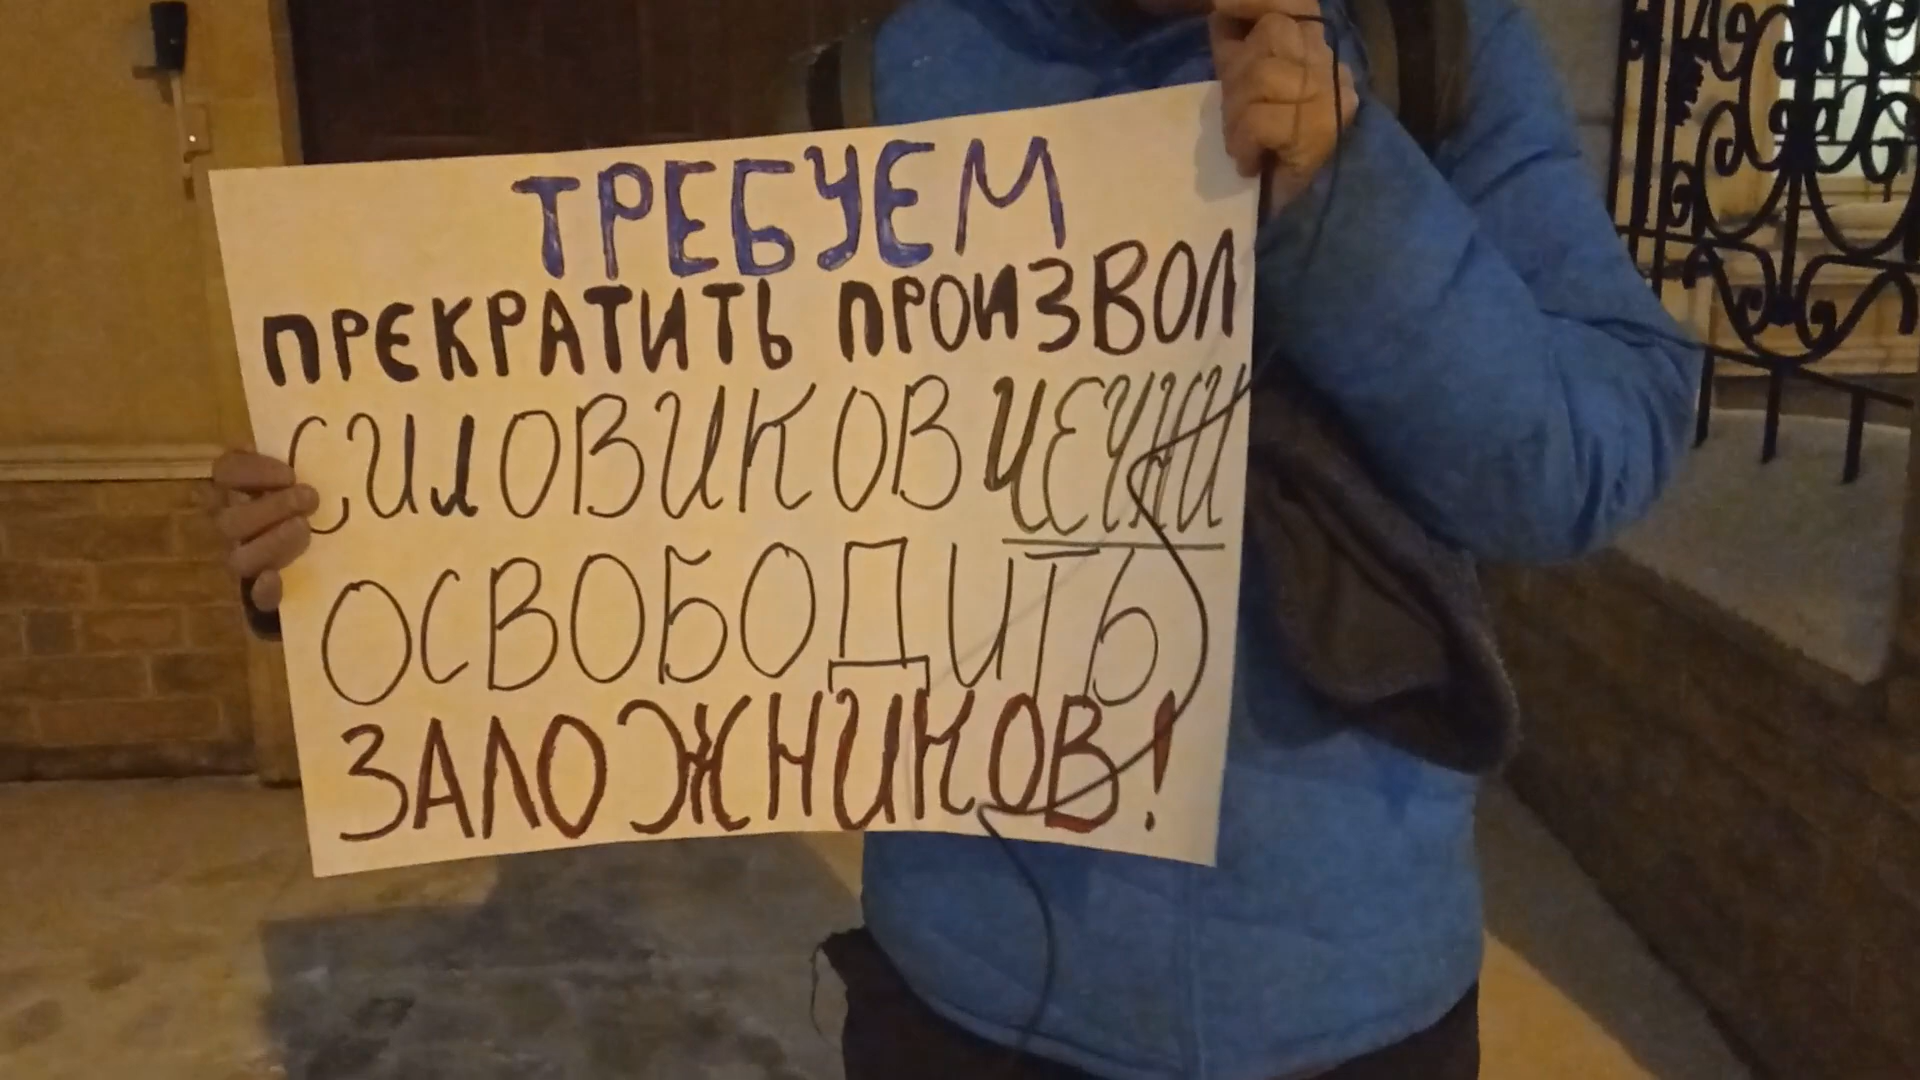 ТРЕБУЕМ
ПРЕКРАТИТЬ ПРОИЗВОЛ
СИЛОВИКОВ ЧЕЧНИ
ОСВОБОДИТЬ
ЗАЛОЖНИКОВ!